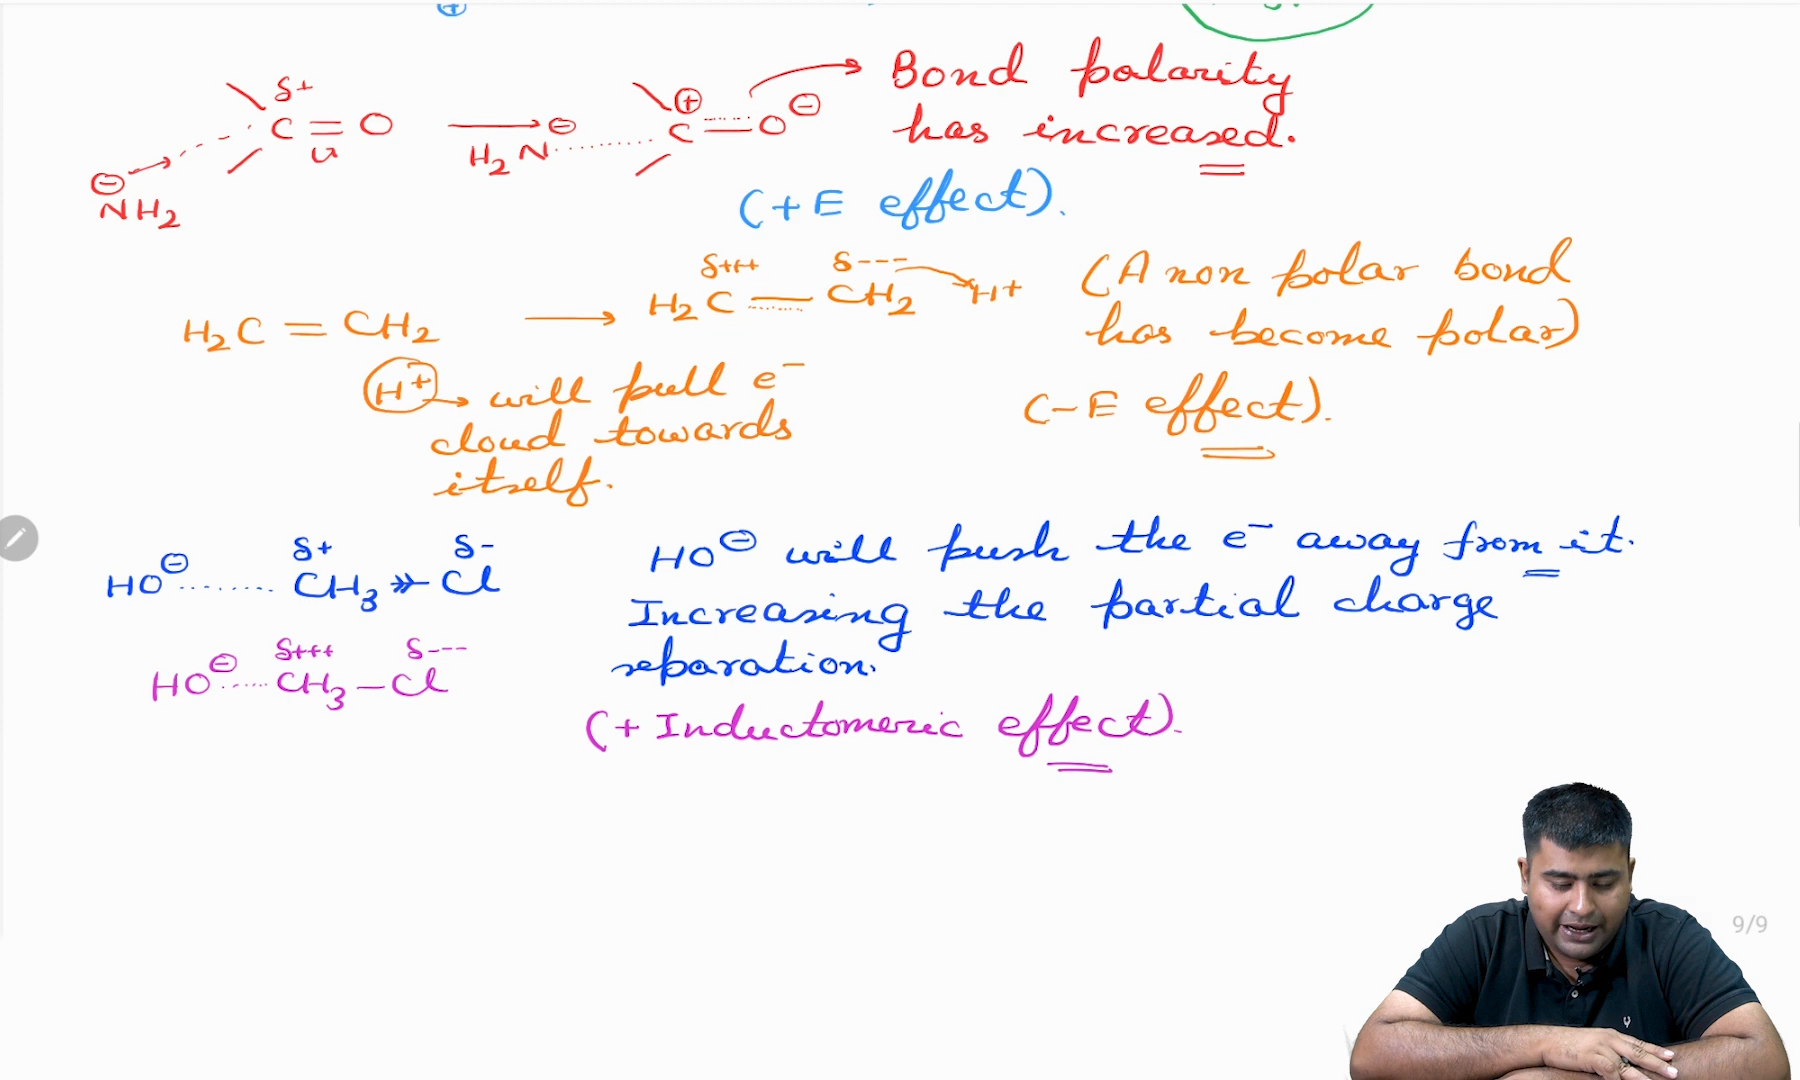 δ+
C = O
⊖
NH2
⊖
H2N
⊕
C = O ⊖
Bond polarity
has increased.
(+E effect).
H2C = CH2
δ+++ δ---
H2C = CH2 H+
(A non polar bond
has become polar)
H+ will pull e-
cloud towards
itself.
(-E effect).
δ+ δ-
HO⊖ ........ CH3 Cl
HO⊖ will push the e- away from it.
Increasing the partial charge
separation.
δ+++ δ---
HO⊖ ...... CH3 - Cl
(+ Inductomeric effect).
9/9